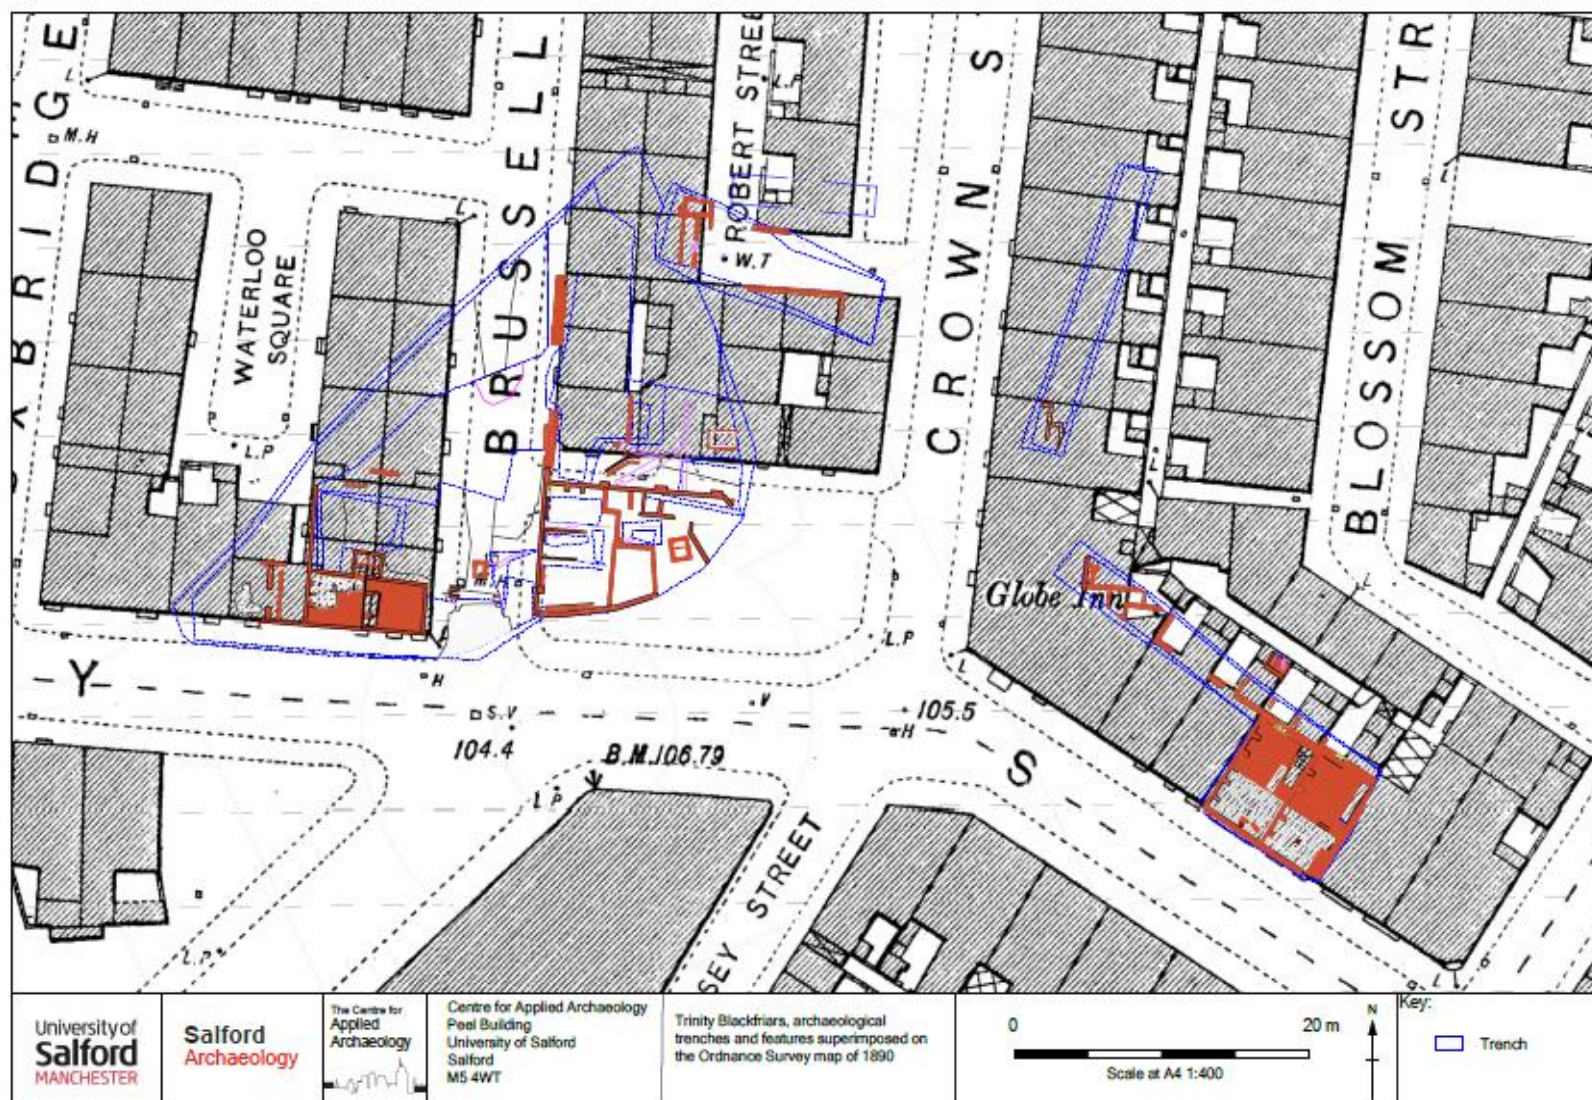 BRIDGE
BRUSSELL
ROBERT STREE
CROWN S
BLOSSOM STR
L
L.P
M.H
L
WATERLOO
SQUARE
W.T
L.P
L
L
Globe Inn
L.P
L
L
H
V
105.5
H
Y
S.V
104.4
B.M.106.79
S
L.P
SEY STREET
L.P
L
L
University of
Salford
MANCHESTER
Salford
Archaeology
The Centre for
Applied
Archaeology
Centre for Applied Archaeology
Peel Building
University of Salford
Salford
M5 4WT
Trinity Blackfriars, archaeological
trenches and features superimposed on
the Ordnance Survey map of 1890
0 20 m
Scale at A4 1:400
N
Key:
Trench